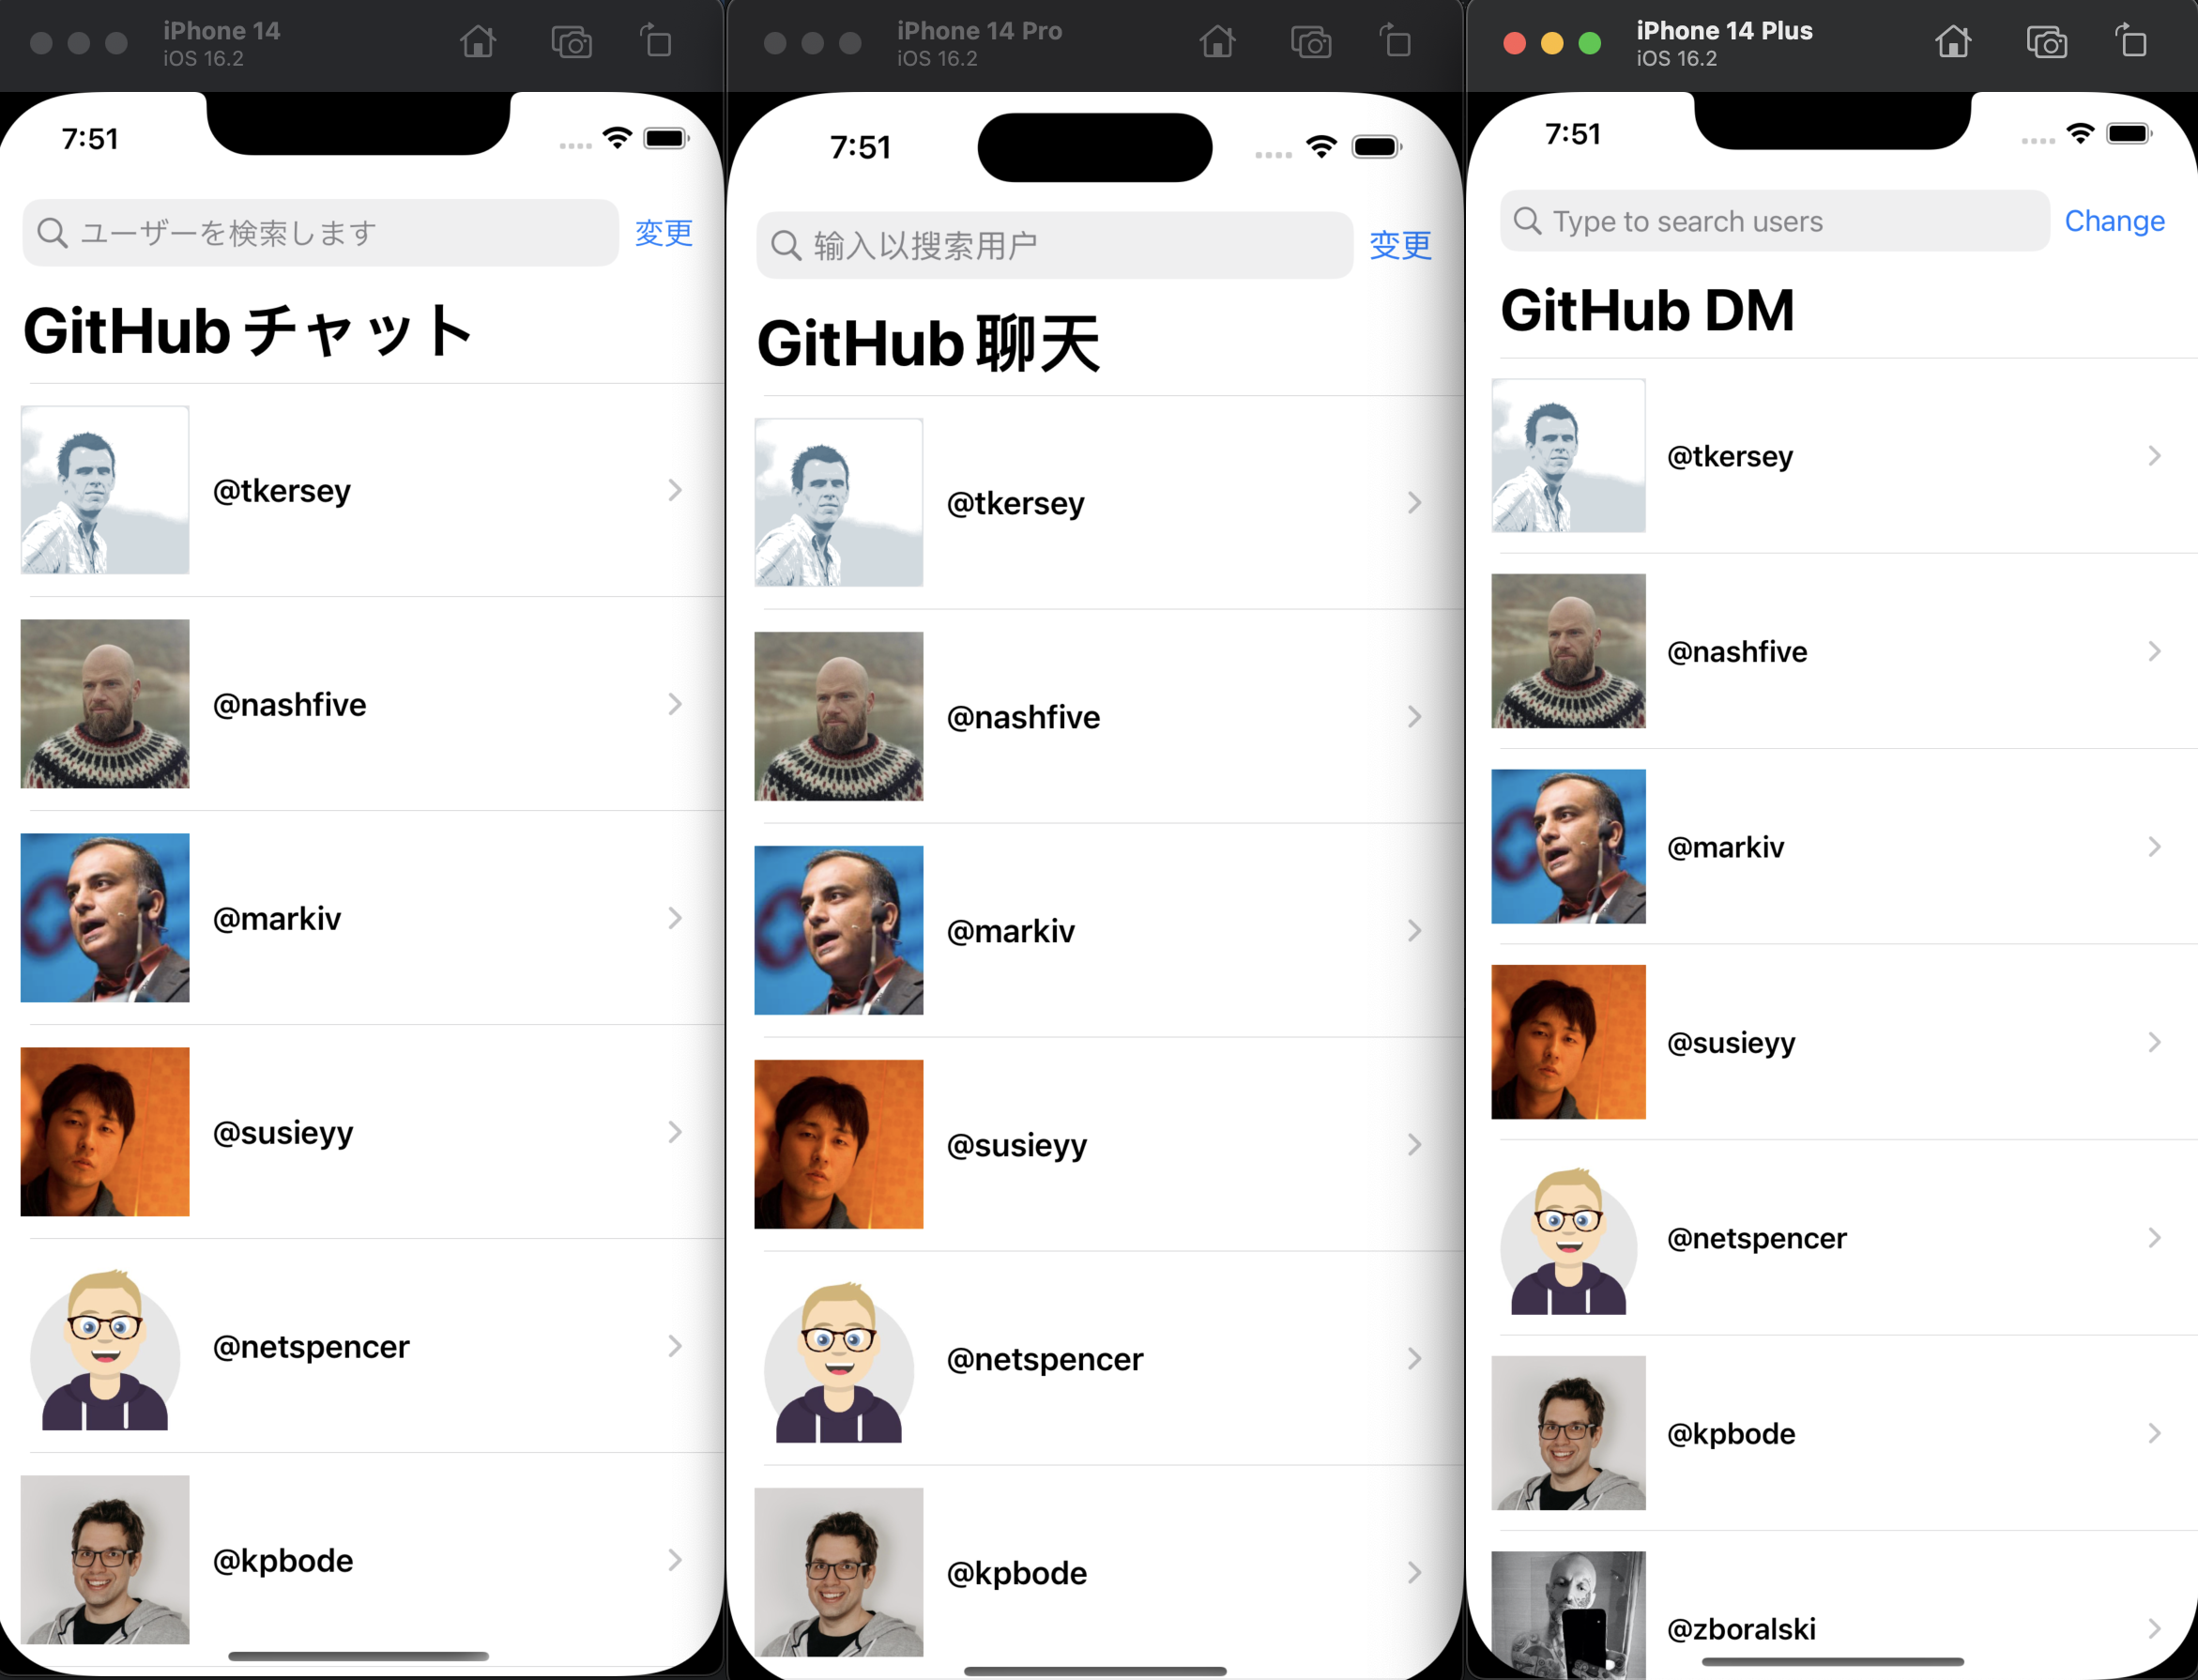 iPhone 14
iOS 16.2
7:51
ユーザーを検索します
変更
GitHub チャット
@tkersey
@nashfive
@markiv
@susieyy
@netspencer
@kpbode
iPhone 14 Pro
iOS 16.2
7:51
输入以搜索用户
变更
GitHub 聊天
@tkersey
@nashfive
@markiv
@susieyy
@netspencer
@kpbode
iPhone 14 Plus
iOS 16.2
7:51
Type to search users
Change
GitHub DM
@tkersey
@nashfive
@markiv
@susieyy
@netspencer
@kpbode
@zboralski